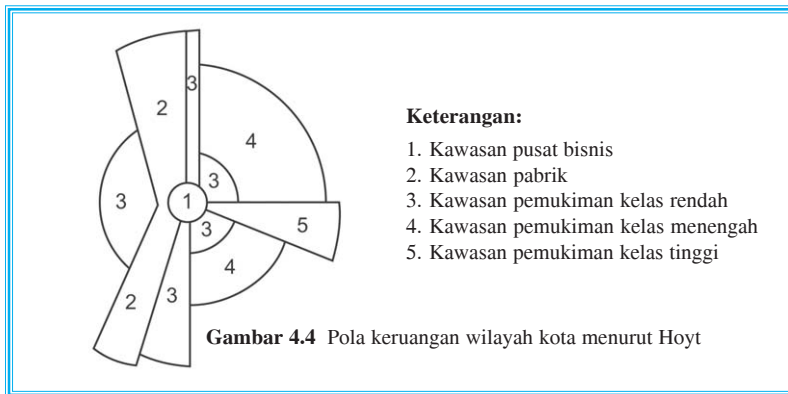 3
2
4
3
3
1
5
3
4
2
3
Keterangan:
1. Kawasan pusat bisnis
2. Kawasan pabrik
3. Kawasan pemukiman kelas rendah
4. Kawasan pemukiman kelas menengah
5. Kawasan pemukiman kelas tinggi
Gambar 4.4 Pola keruangan wilayah kota menurut Hoyt